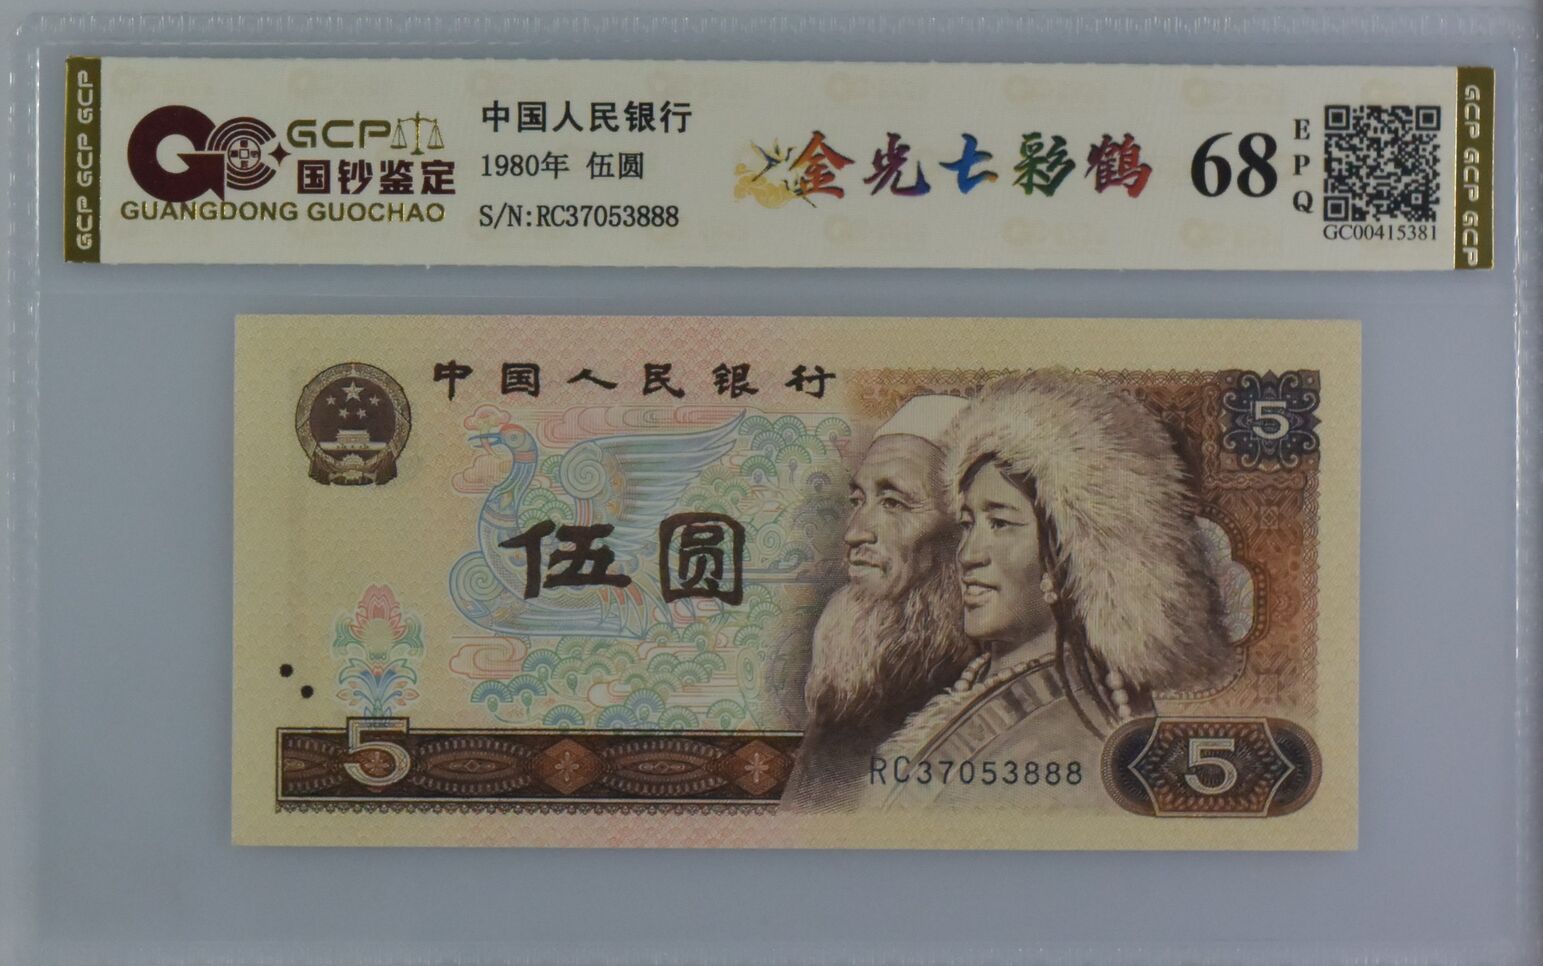 GCP GCP GCP
GCP
国钞鉴定
GUANGDONG GUOCHAO
中国人民银行
1980年 伍圆
S/N:RC37053888
金光七彩鹤
68
EPQ
GC00415381
GCP GCP GCP
中国人民银行
5
伍圆
5
RC37053888
5